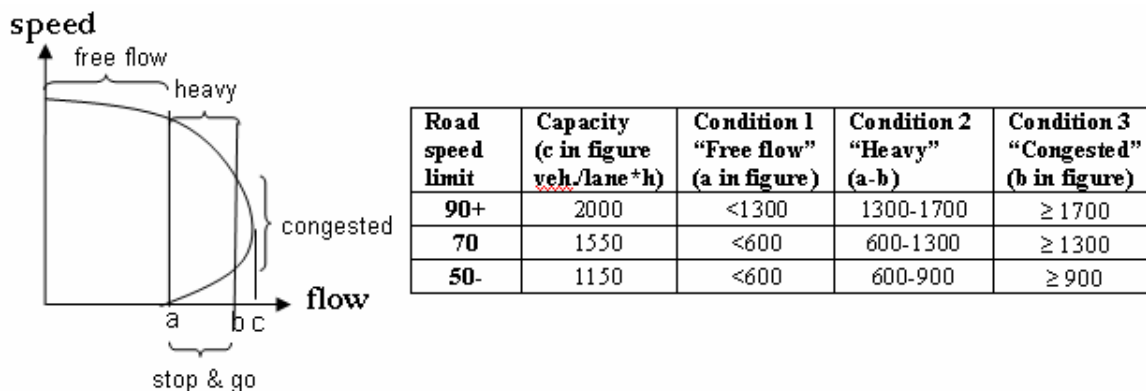 speed
free flow
heavy
congested
flow
a
b c
stop & go
Road speed limit
Capacity (c in figure veh./lane*h)
Condition 1 “Free flow” (a in figure)
Condition 2 “Heavy” (a-b)
Condition 3 “Congested” (b in figure)
90+ 2000 <1300 1300-1700 ≥ 1700
70 1550 <600 600-1300 ≥ 1300
50- 1150 <600 600-900 ≥ 900